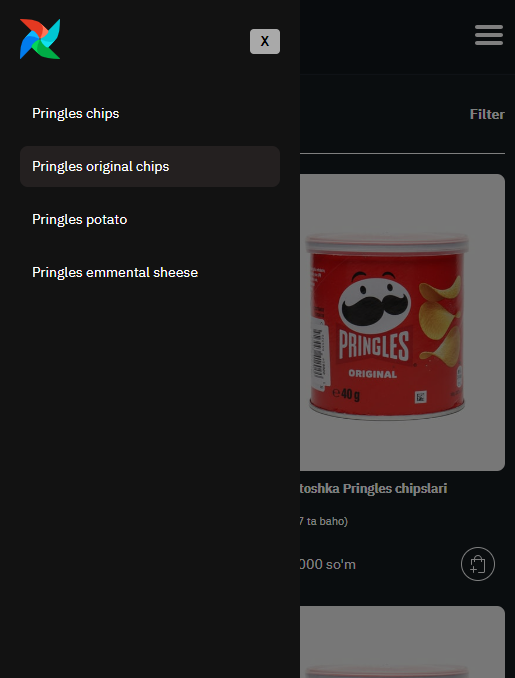 X
Pringles chips
Filter
Pringles original chips
Pringles potato
Pringles emmental sheese
PRINGLES
ORIGINAL
℮40g
toshka Pringles chipslari
7 ta baho)
000 so'm